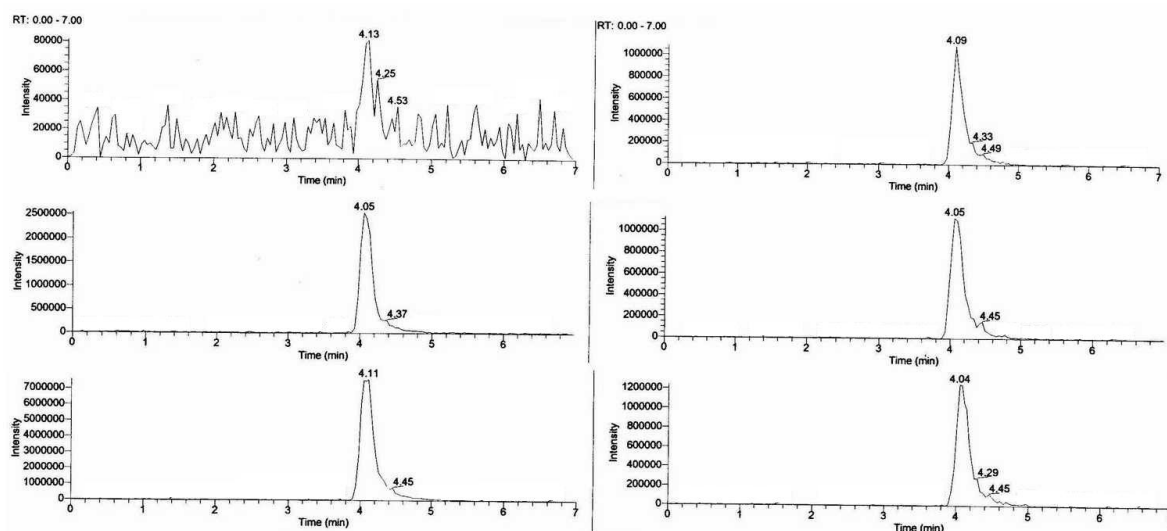 RT: 0.00 - 7.00
4.13
4.25
4.53
80000
60000
40000
20000
0
Intensity
0 1 2 3 4 5 6 7
Time (min)
RT: 0.00 - 7.00
4.09
4.33
4.49
1000000
800000
600000
400000
200000
0
Intensity
0 1 2 3 4 5 6 7
Time (min)
4.05
4.37
2500000
2000000
1500000
1000000
500000
0
Intensity
0 1 2 3 4 5 6 7
Time (min)
4.05
4.45
1000000
800000
600000
400000
200000
0
Intensity
0 1 2 3 4 5 6
Time (min)
4.11
4.45
7000000
6000000
5000000
4000000
3000000
2000000
1000000
0
Intensity
0 1 2 3 4 5 6 7
Time (min)
4.04
4.29
4.45
1200000
1000000
800000
600000
400000
200000
0
Intensity
0 1 2 3 4 5 6
Time (min)